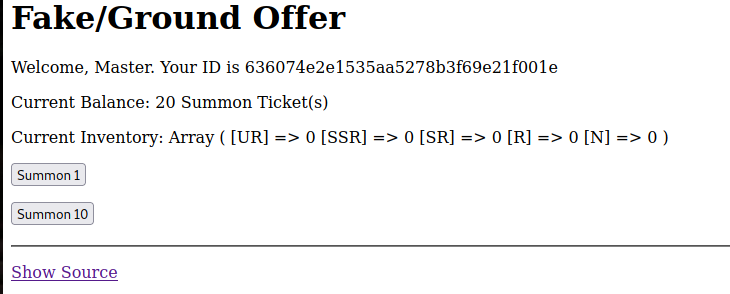 Fake/Ground Offer
Welcome, Master. Your ID is 636074e2e1535aa5278b3f69e21f001e
Current Balance: 20 Summon Ticket(s)
Current Inventory: Array ( [UR] => 0 [SSR] => 0 [SR] => 0 [R] => 0 [N] => 0 )
Summon 1
Summon 10
Show Source